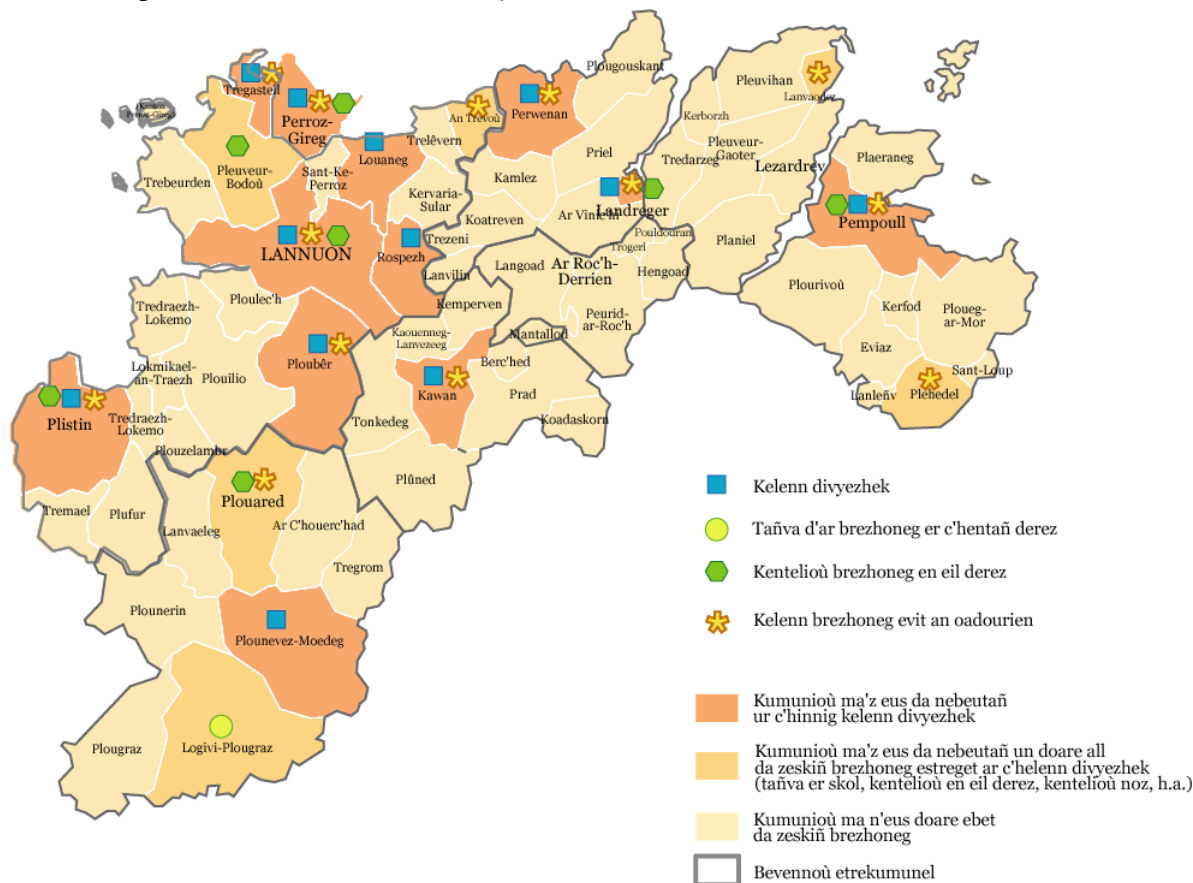 Plougouskant
Pleuvihan
Lanvaodez
Tregasteil
Perroz-
Gireg
Perwenan
An Trevoù
Kerborzh
Pleuveur-
Gaoter
Tredarzeg
Lezardrev
Plaeraneg
Trelêvern
Louaneg
Priel
Pleuveur-
Bodoù
Trebeurden
Sant-Ke-
Perroz
Kamlez
Kervaria-
Sular
Landreger
Koatreven
Pempoull
LANNUON
Rospezh
Trezeni
Pouldouran
Trogeri
Planiel
Lanvilin
Langoad
Ar Roc'h-
Derrien
Hengoad
Plourivoù
Tredraezh-
Lokemo
Ploulec'h
Kemperven
Peurid-
ar-Roc'h
Kerfod
Ploueg-
ar-Mor
Kaouenneg-
Lanvezeeg
Mantallod
Eviaz
Lokmikael-
an-Traezh
Plouilio
Ploubêr
Berc'hed
Kawan
Prad
Sant-Loup
Lanleñv
Plehedel
Plistin
Tredraezh-
Lokemo
Tonkedeg
Koadaskorn
Plouzelambr
Plûned
Plouared
Tremael
Plufur
Lanvaeleg
Ar C'houerc'had
Tregrom
Plounerin
Plounevez-Moedeg
Plougraz
Logivi-Plougraz
Kelenn divyezhek
Tañva d'ar brezhoneg er c'hentañ derez
Kentelioù brezhoneg en eil derez
Kelenn brezhoneg evit an oadourien
Kumunioù ma'z eus da nebeutañ
ur c'hinnig kelenn divyezhek
Kumunioù ma'z eus da nebeutañ un doare all
da zeskiñ brezhoneg estreget ar c'helenn divyezhek
(tañva er skol, kentelioù en eil derez, kentelioù noz, h.a.)
Kumunioù ma n'eus doare ebet
da zeskiñ brezhoneg
Bevennoù etrekumunel